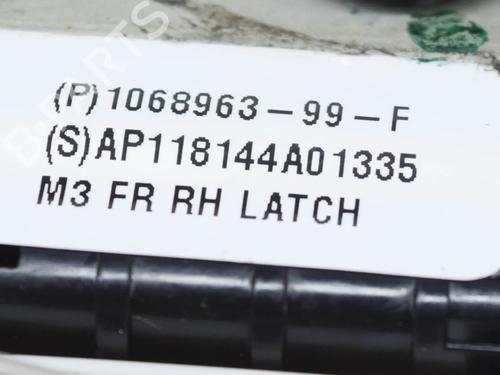 (P)1068963-99-F
(S)AP118144A01335
M3 FR RH LATCH